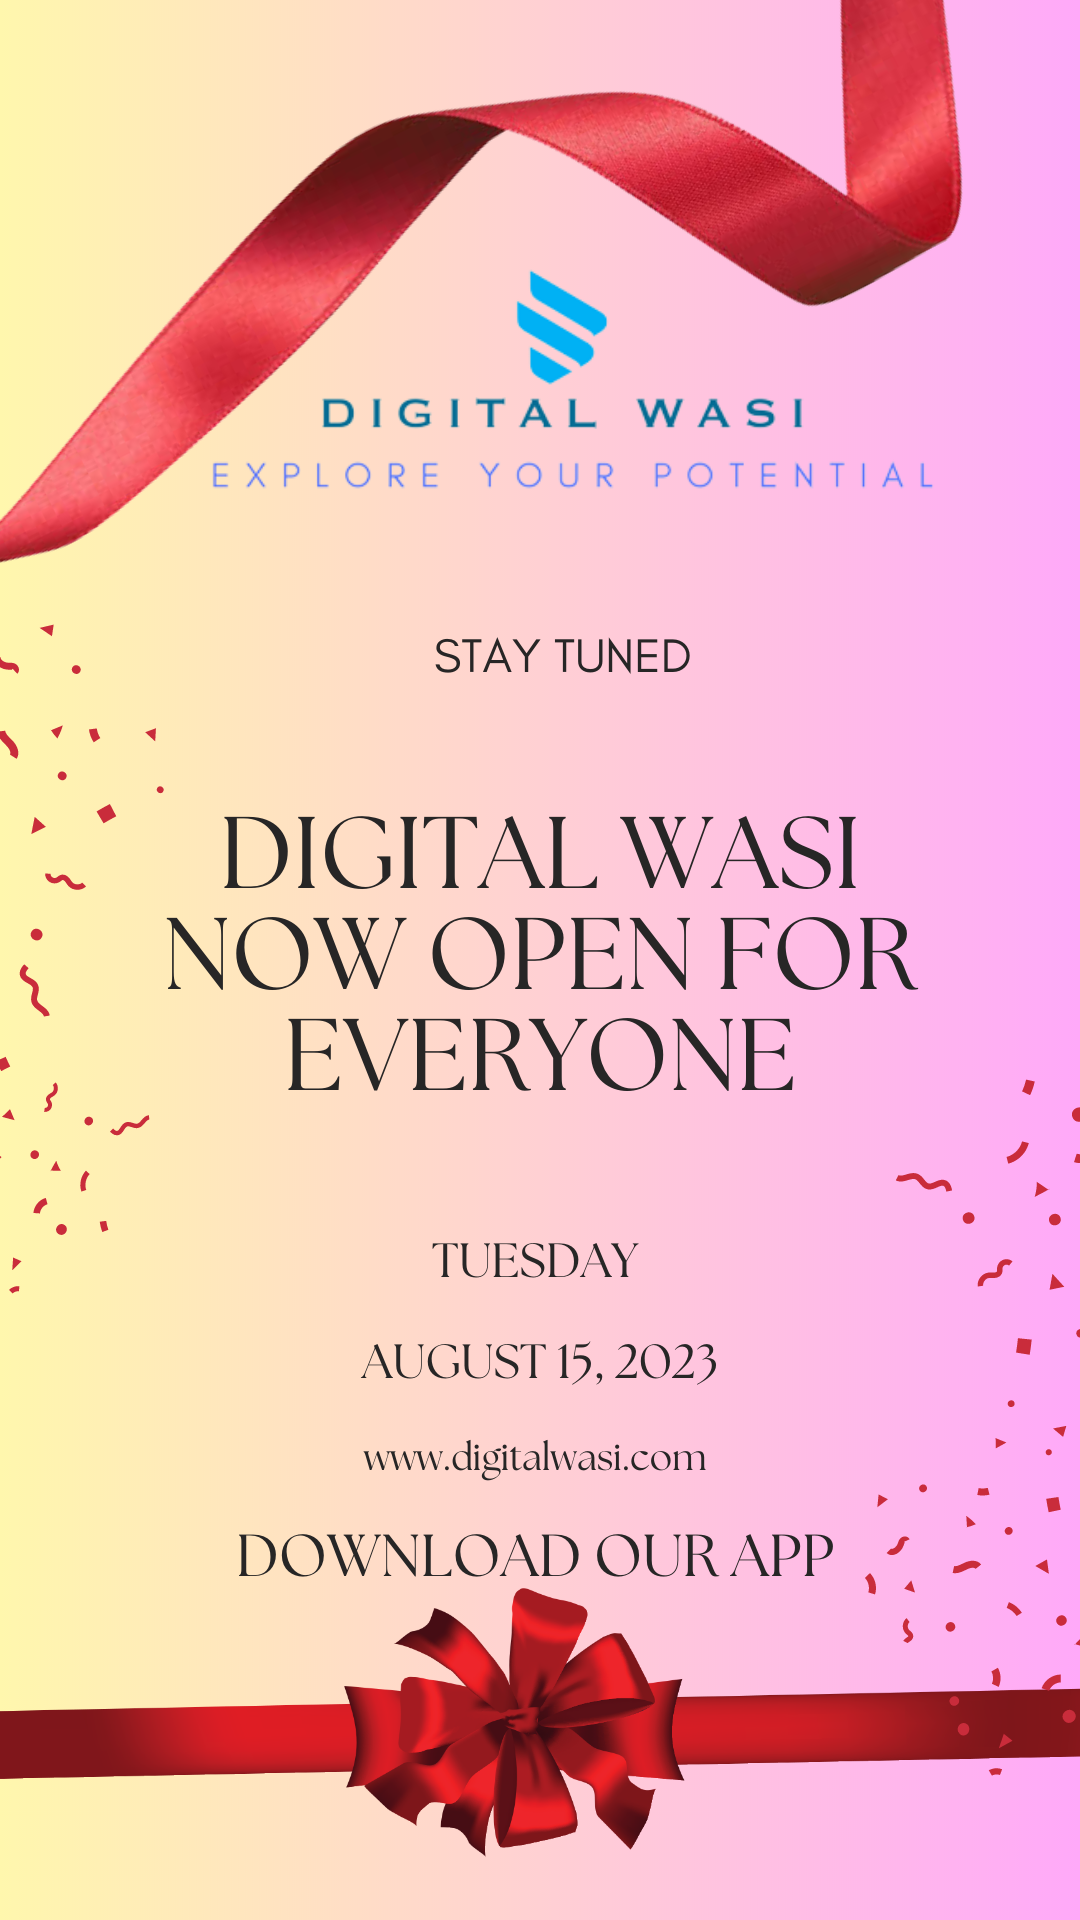 DIGITAL WASI
EXPLORE YOUR POTENTIAL
STAY TUNED
DIGITAL WASI
NOW OPEN FOR
EVERYONE
TUESDAY
AUGUST 15, 2023
www.digitalwasi.com
DOWNLOAD OUR APP